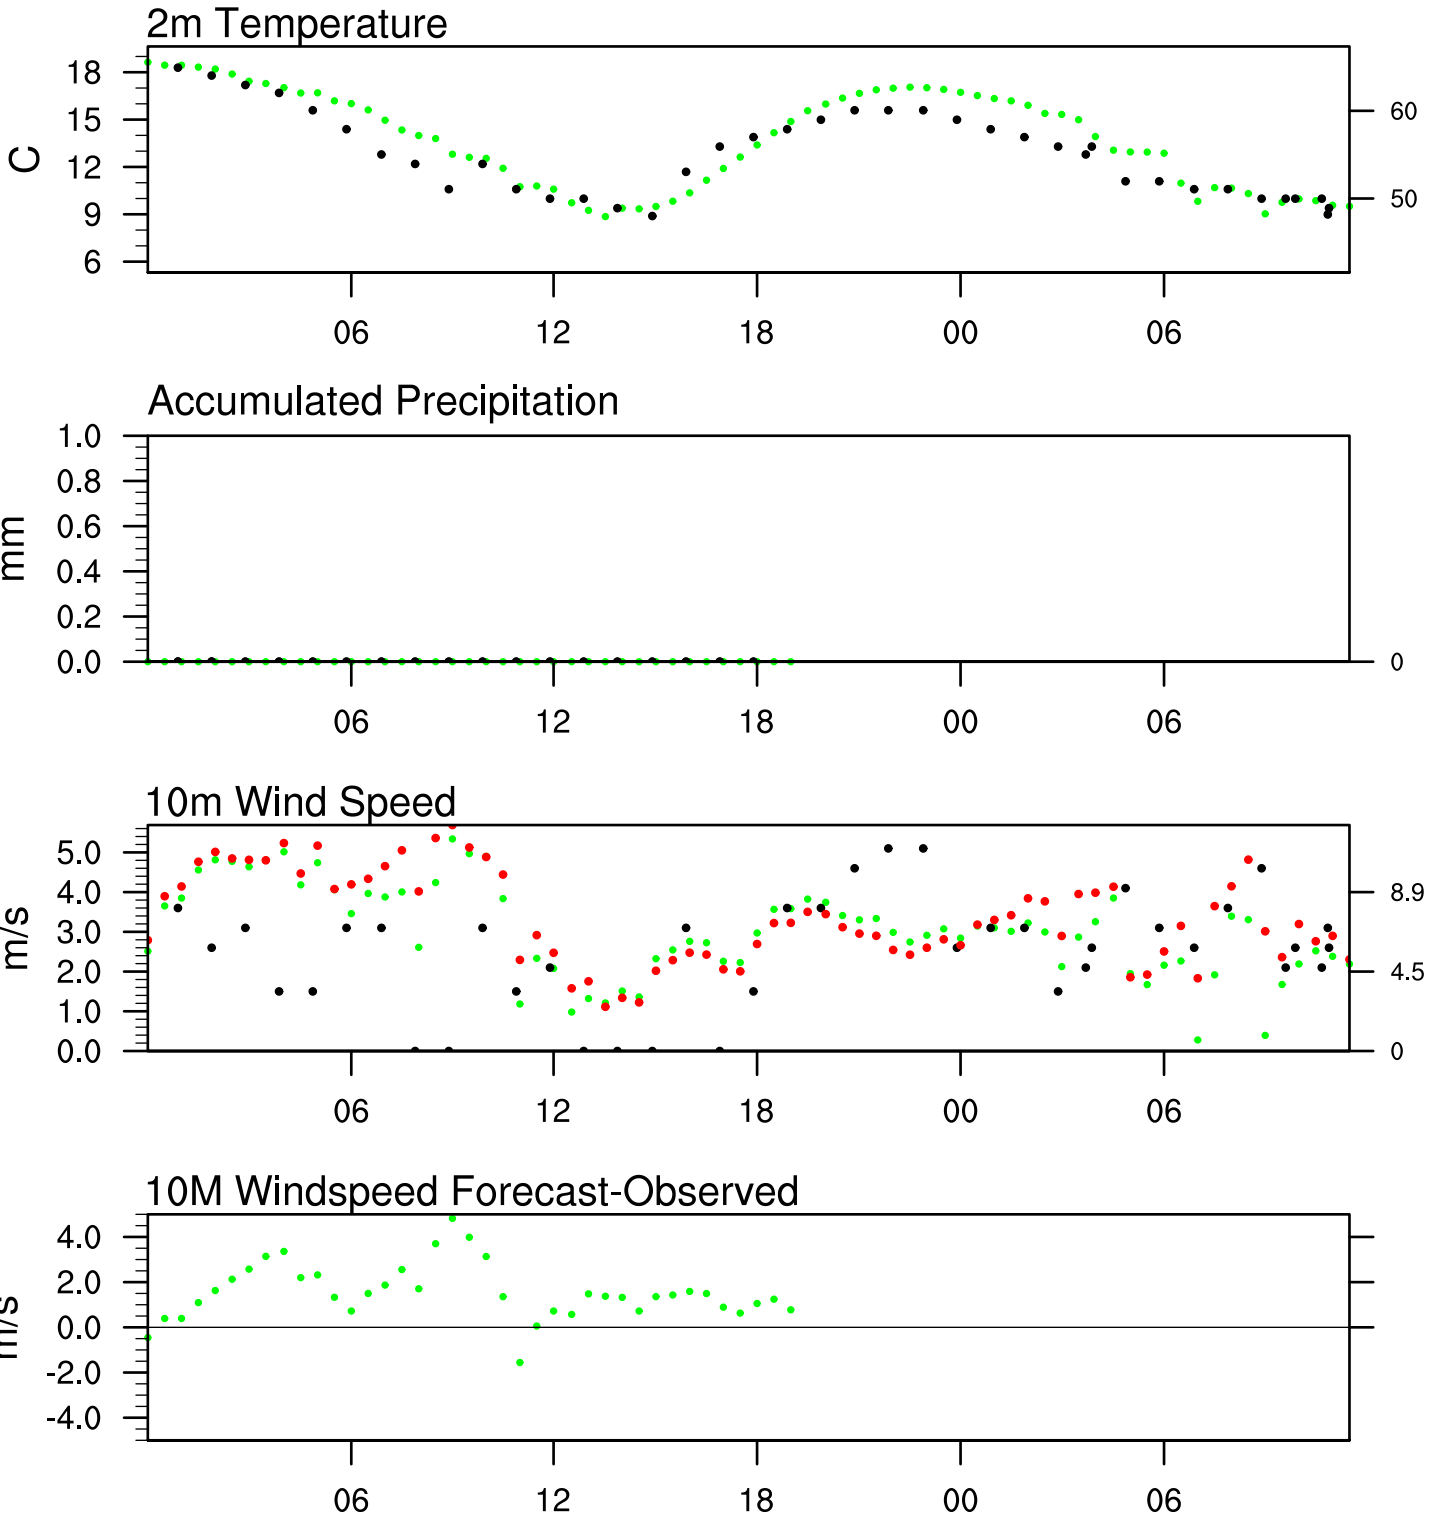 2m Temperature
18
15
12
9
6
C
60
50
06 12 18 00 06
Accumulated Precipitation
1.0
0.8
0.6
0.4
0.2
0.0
mm
0
06 12 18 00 06
10m Wind Speed
5.0
4.0
3.0
2.0
1.0
0.0
m/s
8.9
4.5
0
06 12 18 00 06
10M Windspeed Forecast-Observed
4.0
2.0
0.0
-2.0
-4.0
m/s
06 12 18 00 06